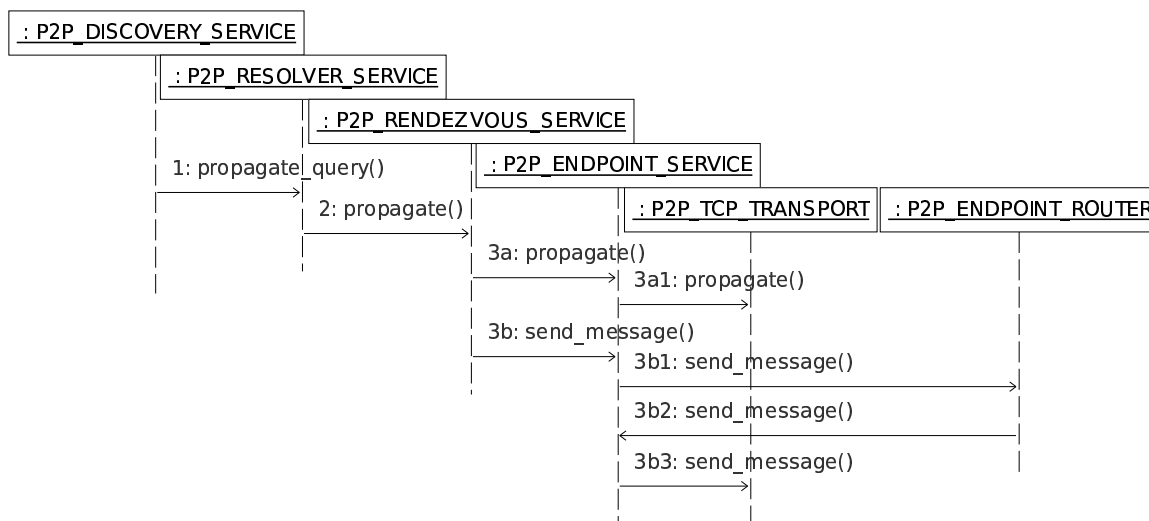 : P2P_DISCOVERY_SERVICE
: P2P_RESOLVER_SERVICE
: P2P_RENDEZVOUS_SERVICE
: P2P_ENDPOINT_SERVICE
: P2P_TCP_TRANSPORT
: P2P_ENDPOINT_ROUTER
1: propagate_query()
2: propagate()
3a: propagate()
3a1: propagate()
3b: send_message()
3b1: send_message()
3b2: send_message()
3b3: send_message()